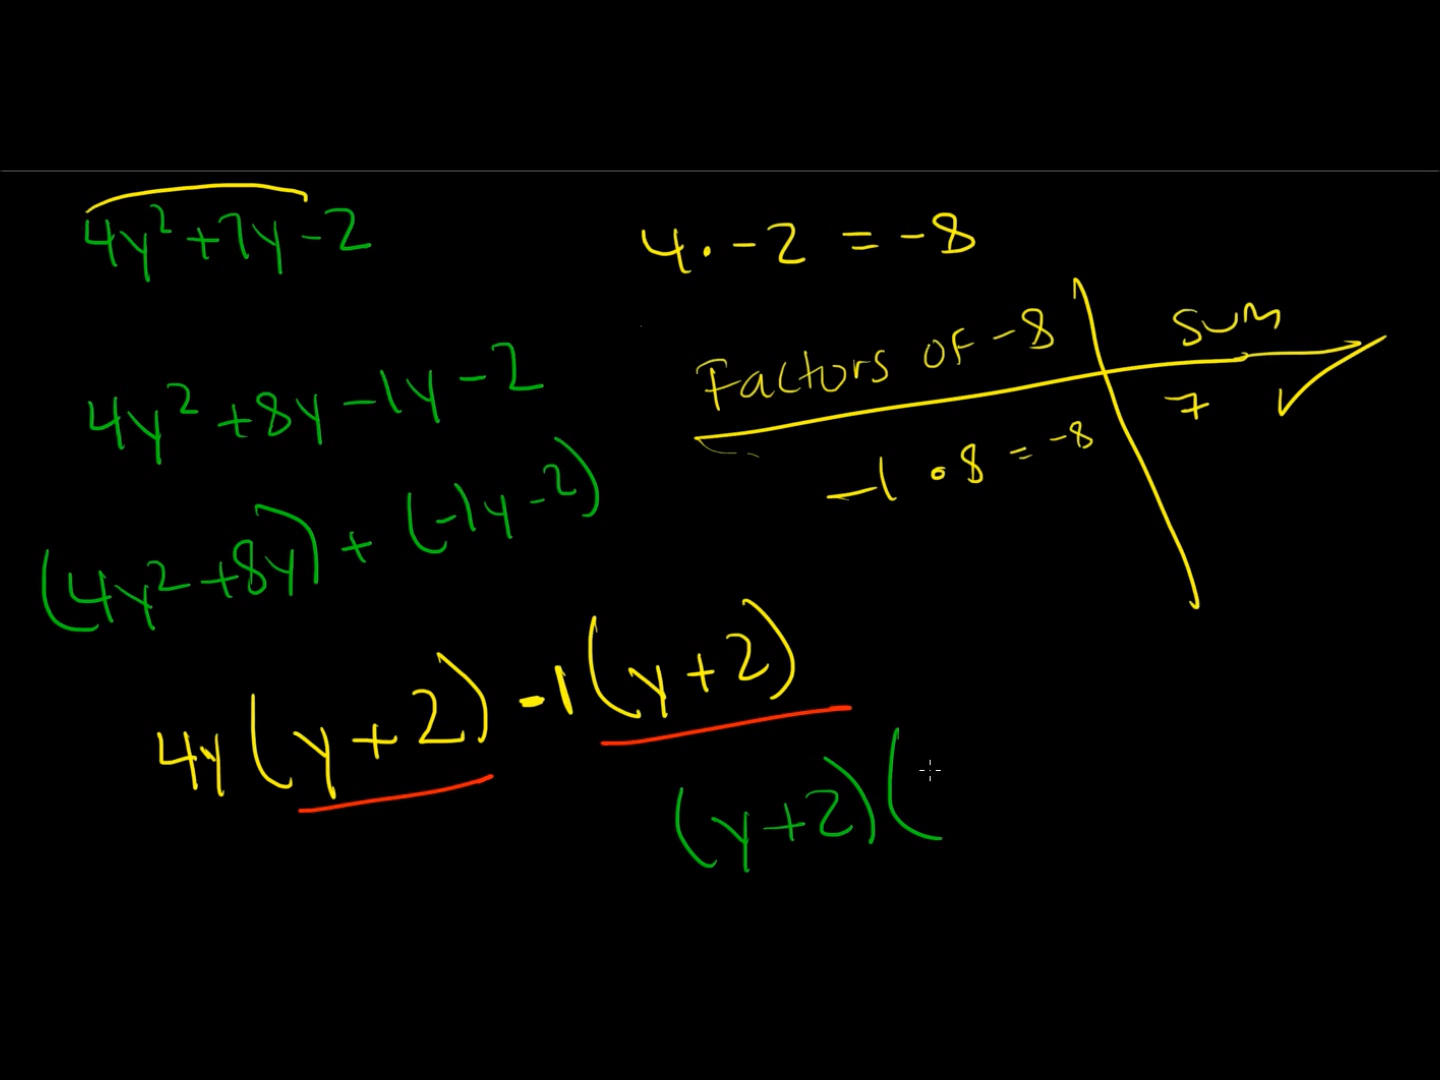 4y² + 7y - 2
4 · -2 = -8
Factors of -8
Sum
4y² + 8y - 1y - 2
7 ✓
-1 · 8 = -8
(4y² + 8y) + (-1y - 2)
4y(y + 2) - 1(y + 2)
(y + 2)(